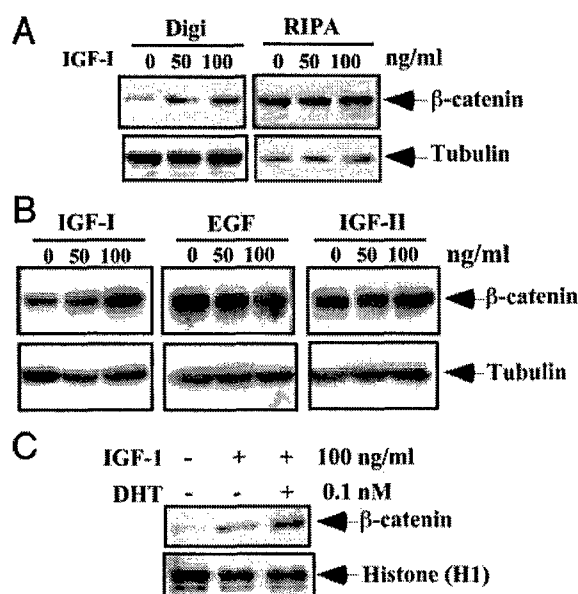 A
Digi RIPA
IGF-I 0 50 100 0 50 100 ng/ml
β-catenin
Tubulin
B
IGF-I EGF IGF-II
0 50 100 0 50 100 0 50 100 ng/ml
β-catenin
Tubulin
C
IGF-I - + + 100 ng/ml
DHT - - + 0.1 nM
β-catenin
Histone (H1)